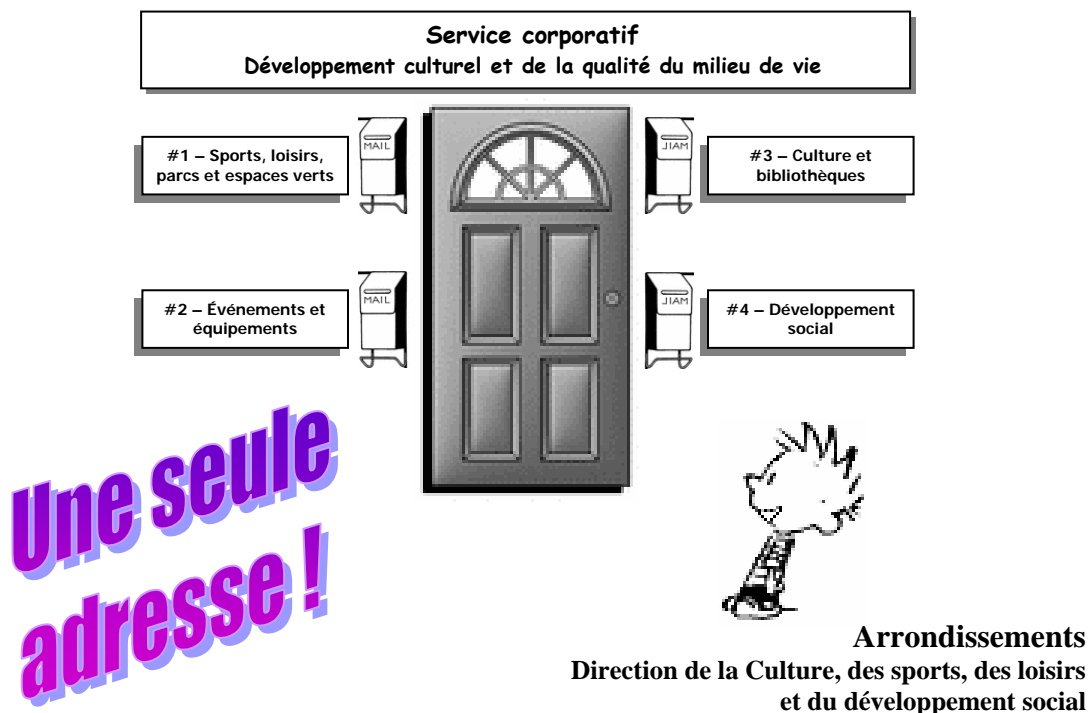 Service corporatif
Développement culturel et de la qualité du milieu de vie
#1 – Sports, loisirs,
parcs et espaces verts
MAIL
JIAM
#3 – Culture et
bibliothèques
#2 – Événements et
équipements
MAIL
JIAM
#4 – Développement
social
Une seule
adresse !
Arrondissements
Direction de la Culture, des sports, des loisirs
et du développement social